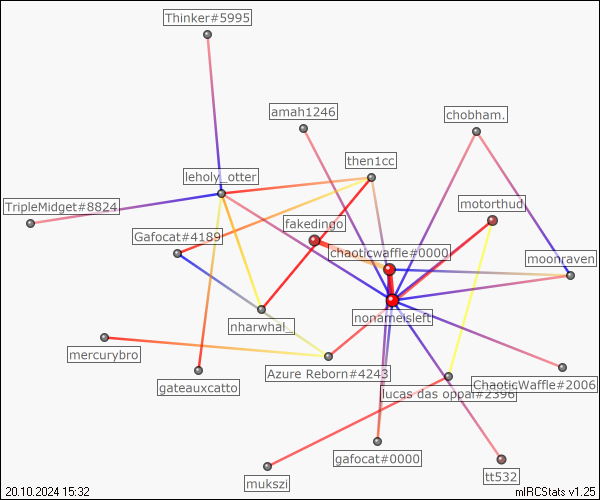 Thinker#5995
amah1246
chobham.
then1cc
leholy_otter
TripleMidget#8824
motorthud
fakedingo
Gafocat#4189
chaoticwaffle#0000
moonraven
nonameisleft
nharwhal_
mercurybro
Azure Reborn#4243
gateauxcatto
ChaoticWaffle#2006
lucas das oppai#2396
gafocat#0000
tt532
mukszi
20.10.2024 15:32
mIRCStats v1.25